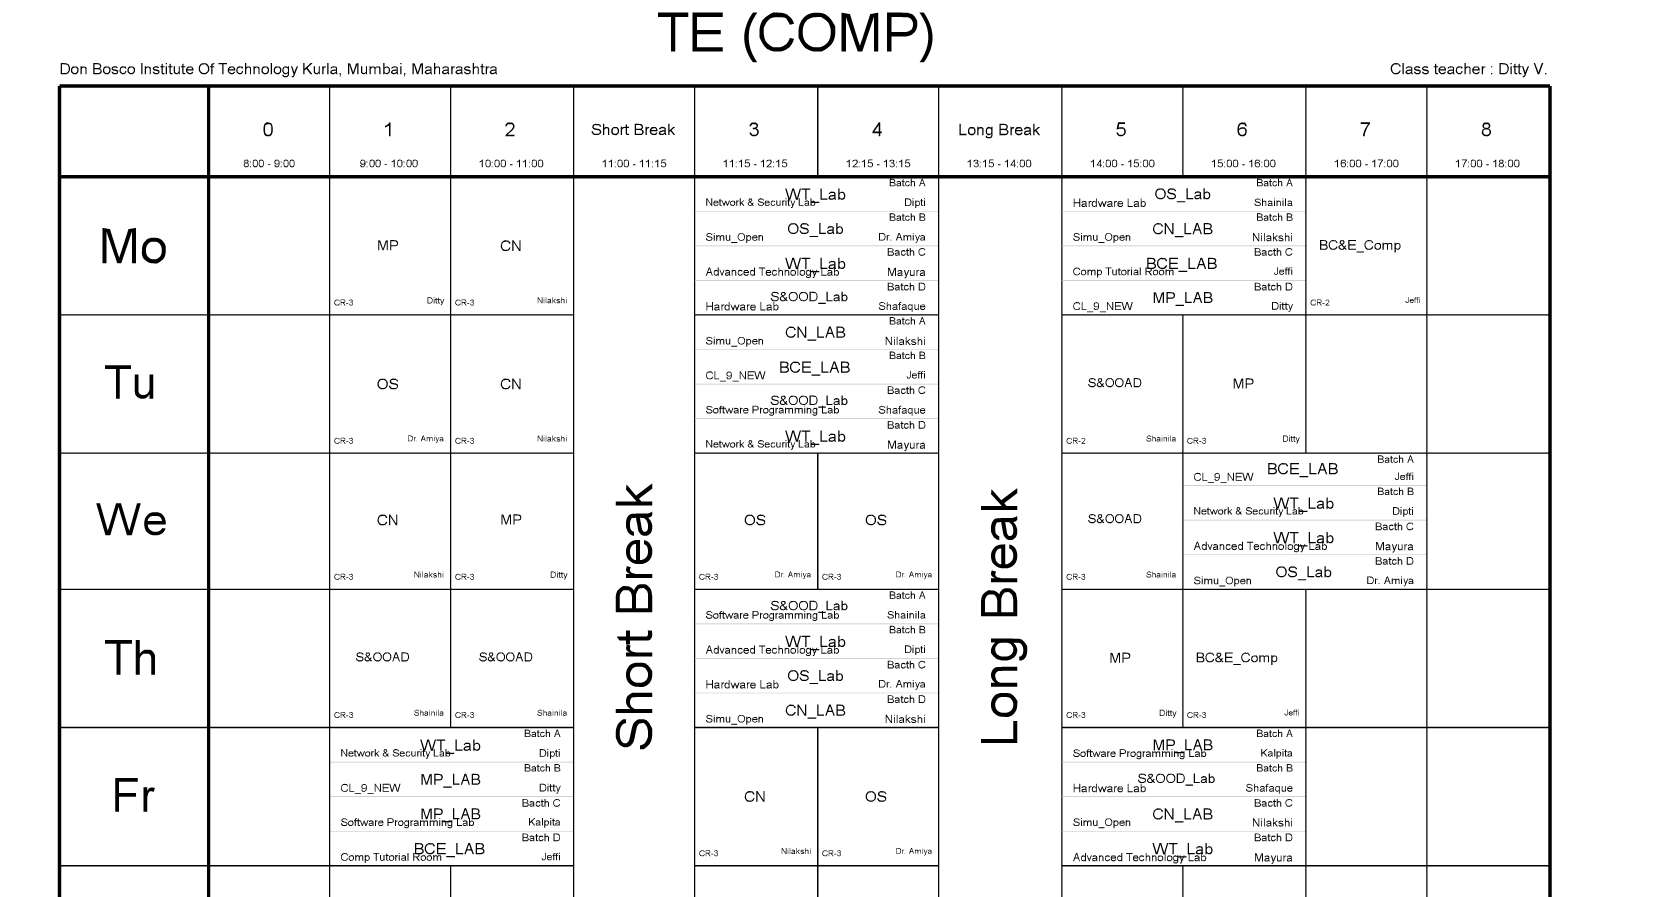 TE (COMP)
Don Bosco Institute Of Technology Kurla, Mumbai, Maharashtra
Class teacher : Ditty V.
0 1 2 Short Break 3 4 Long Break 5 6 7 8
8:00 - 9:00 9:00 - 10:00 10:00 - 11:00 11:00 - 11:15 11:15 - 12:15 12:15 - 13:15 13:15 - 14:00 14:00 - 15:00 15:00 - 16:00 16:00 - 17:00 17:00 - 18:00
Mo
MP
CR-3 Ditty
CN
CR-3 Nilakshi
WT_Lab Batch A
Network & Security Lab Dipti
OS_Lab Batch B
Simu_Open Dr. Amiya
WT_Lab Bacth C
Advanced Technology Lab Mayura
S&OOD_Lab Batch D
Hardware Lab Shafaque
OS_Lab Batch A
Hardware Lab Shainila
CN_LAB Batch B
Simu_Open Nilakshi
BCE_LAB Bacth C
Comp Tutorial Room Jeffi
MP_LAB Batch D
CL_9_NEW Ditty
BC&E_Comp
CR-2 Jeffi
Tu
OS
CR-3 Dr. Amiya
CN
CR-3 Nilakshi
CN_LAB Batch A
Simu_Open Nilakshi
BCE_LAB Batch B
CL_9_NEW Jeffi
S&OOD_Lab Bacth C
Software Programming Lab Shafaque
WT_Lab Batch D
Network & Security Lab Mayura
S&OOAD
CR-2 Shainila
MP
CR-3 Ditty
We
CN
CR-3 Nilakshi
MP
CR-3 Ditty
Short Break
OS
CR-3 Dr. Amiya
OS
CR-3 Dr. Amiya
Long Break
S&OOAD
CR-3 Shainila
BCE_LAB Batch A
CL_9_NEW Jeffi
WT_Lab Batch B
Network & Security Lab Dipti
WT_Lab Bacth C
Advanced Technology Lab Mayura
OS_Lab Batch D
Simu_Open Dr. Amiya
Th
S&OOAD
CR-3 Shainila
S&OOAD
CR-3 Shainila
S&OOD_Lab Batch A
Software Programming Lab Shainila
WT_Lab Batch B
Advanced Technology Lab Dipti
OS_Lab Bacth C
Hardware Lab Dr. Amiya
CN_LAB Batch D
Simu_Open Nilakshi
MP
CR-3 Ditty
BC&E_Comp
CR-3 Jeffi
Fr
WT_Lab Batch A
Network & Security Lab Dipti
MP_LAB Batch B
CL_9_NEW Ditty
MP_LAB Bacth C
Software Programming Lab Kalpita
BCE_LAB Batch D
Comp Tutorial Room Jeffi
CN
CR-3 Nilakshi
OS
CR-3 Dr. Amiya
MP_LAB Batch A
Software Programming Lab Kalpita
S&OOD_Lab Batch B
Hardware Lab Shafaque
CN_LAB Bacth C
Simu_Open Nilakshi
WT_Lab Batch D
Advanced Technology Lab Mayura